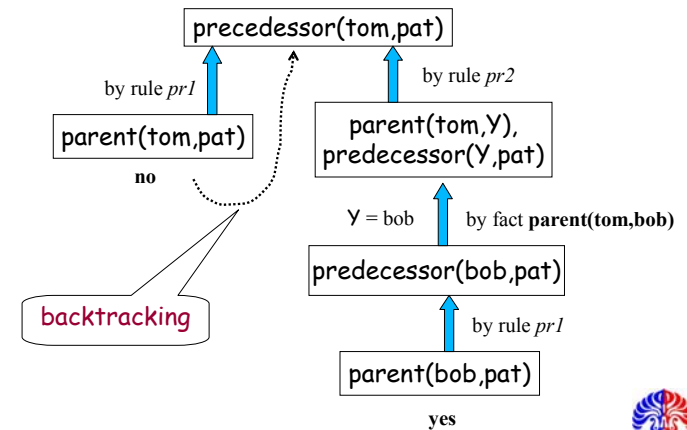 precedessor(tom,pat)
by rule pr1
by rule pr2
parent(tom,pat)
no
parent(tom,Y),
predecessor(Y,pat)
Y = bob
by fact parent(tom,bob)
predecessor(bob,pat)
backtracking
by rule pr1
parent(bob,pat)
yes